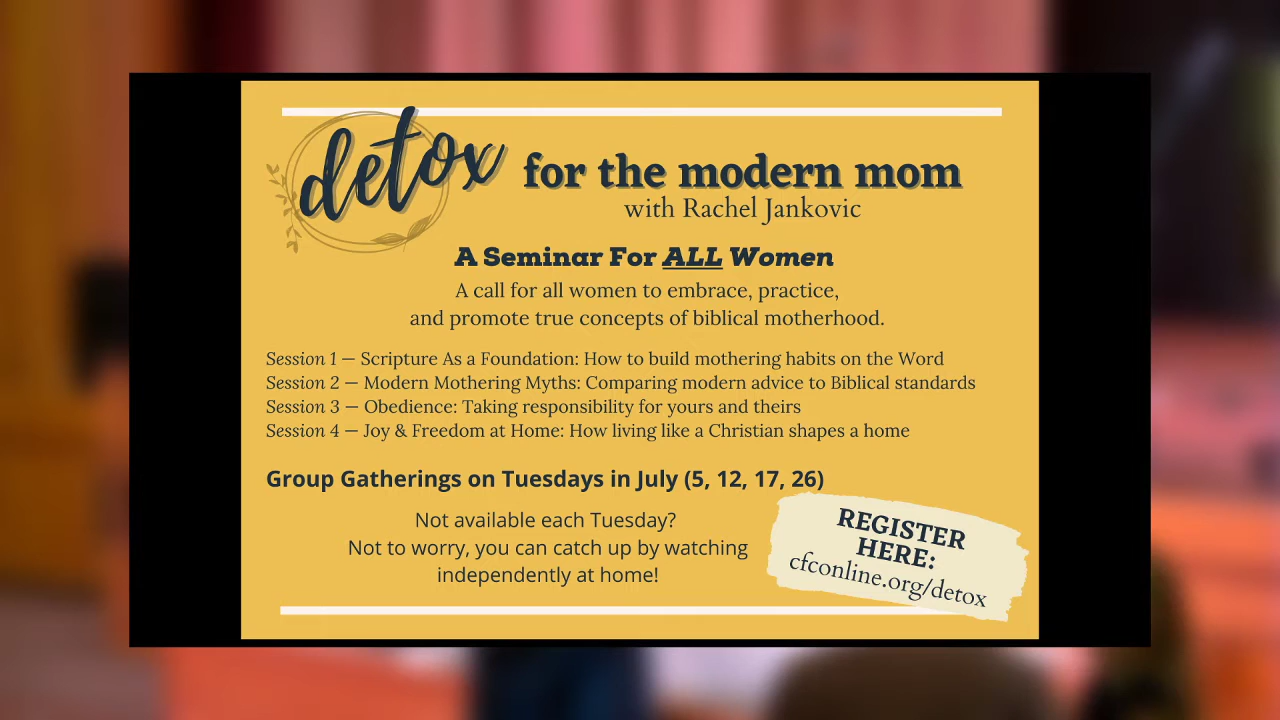 detox for the modern mom
with Rachel Jankovic
A Seminar For ALL Women
A call for all women to embrace, practice,
and promote true concepts of biblical motherhood.
Session 1 — Scripture As a Foundation: How to build mothering habits on the Word
Session 2 — Modern Mothering Myths: Comparing modern advice to Biblical standards
Session 3 — Obedience: Taking responsibility for yours and theirs
Session 4 — Joy & Freedom at Home: How living like a Christian shapes a home
Group Gatherings on Tuesdays in July (5, 12, 17, 26)
Not available each Tuesday?
Not to worry, you can catch up by watching
independently at home!
REGISTER
HERE:
cfconline.org/detox